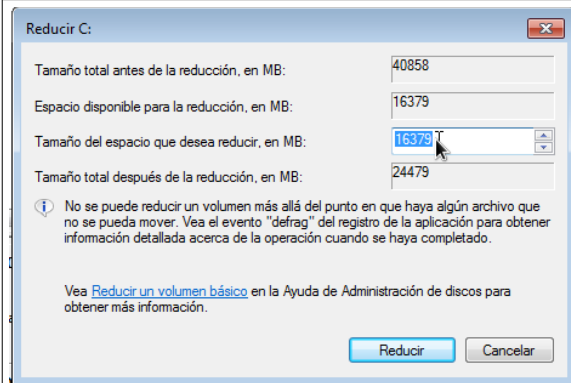 Reducir C:
Tamaño total antes de la reducción, en MB: 40858
Espacio disponible para la reducción, en MB: 16379
Tamaño del espacio que desea reducir, en MB: 16379
Tamaño total después de la reducción, en MB: 24479
No se puede reducir un volumen más allá del punto en que haya algún archivo que
no se pueda mover. Vea el evento "defrag" del registro de la aplicación para obtener
información detallada acerca de la operación cuando se haya completado.
Vea Reducir un volumen básico en la Ayuda de Administración de discos para
obtener más información.
Reducir Cancelar